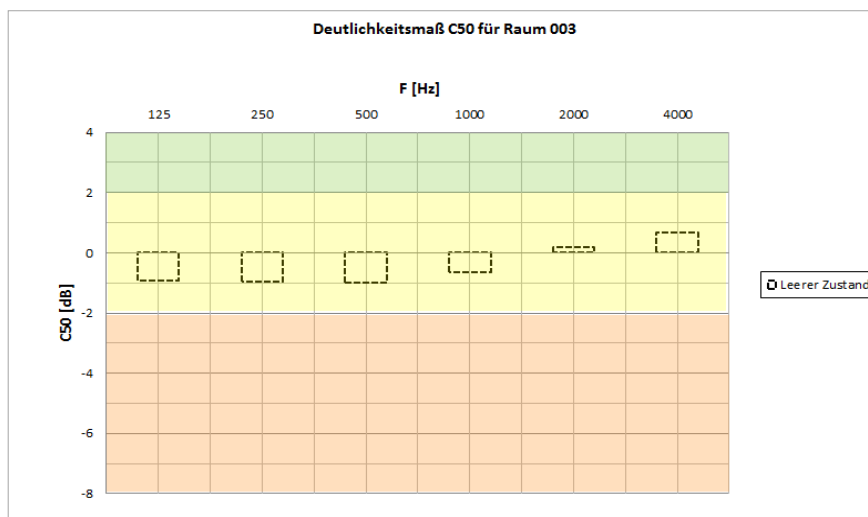 Deutlichkeitsmaß C50 für Raum 003
F [Hz]
125 250 500 1000 2000 4000
4
2
0
-2
-4
-6
-8
C50 [dB]
Leerer Zustand